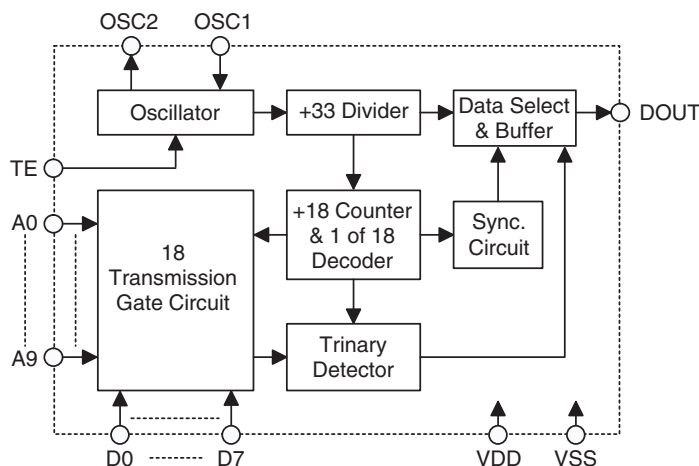 OSC2 OSC1
Oscillator
+33 Divider
Data Select
& Buffer
DOUT
TE
A0
+18 Counter
& 1 of 18
Decoder
Sync.
Circuit
18
Transmission
Gate Circuit
A9
Trinary
Detector
D0 D7 VDD VSS